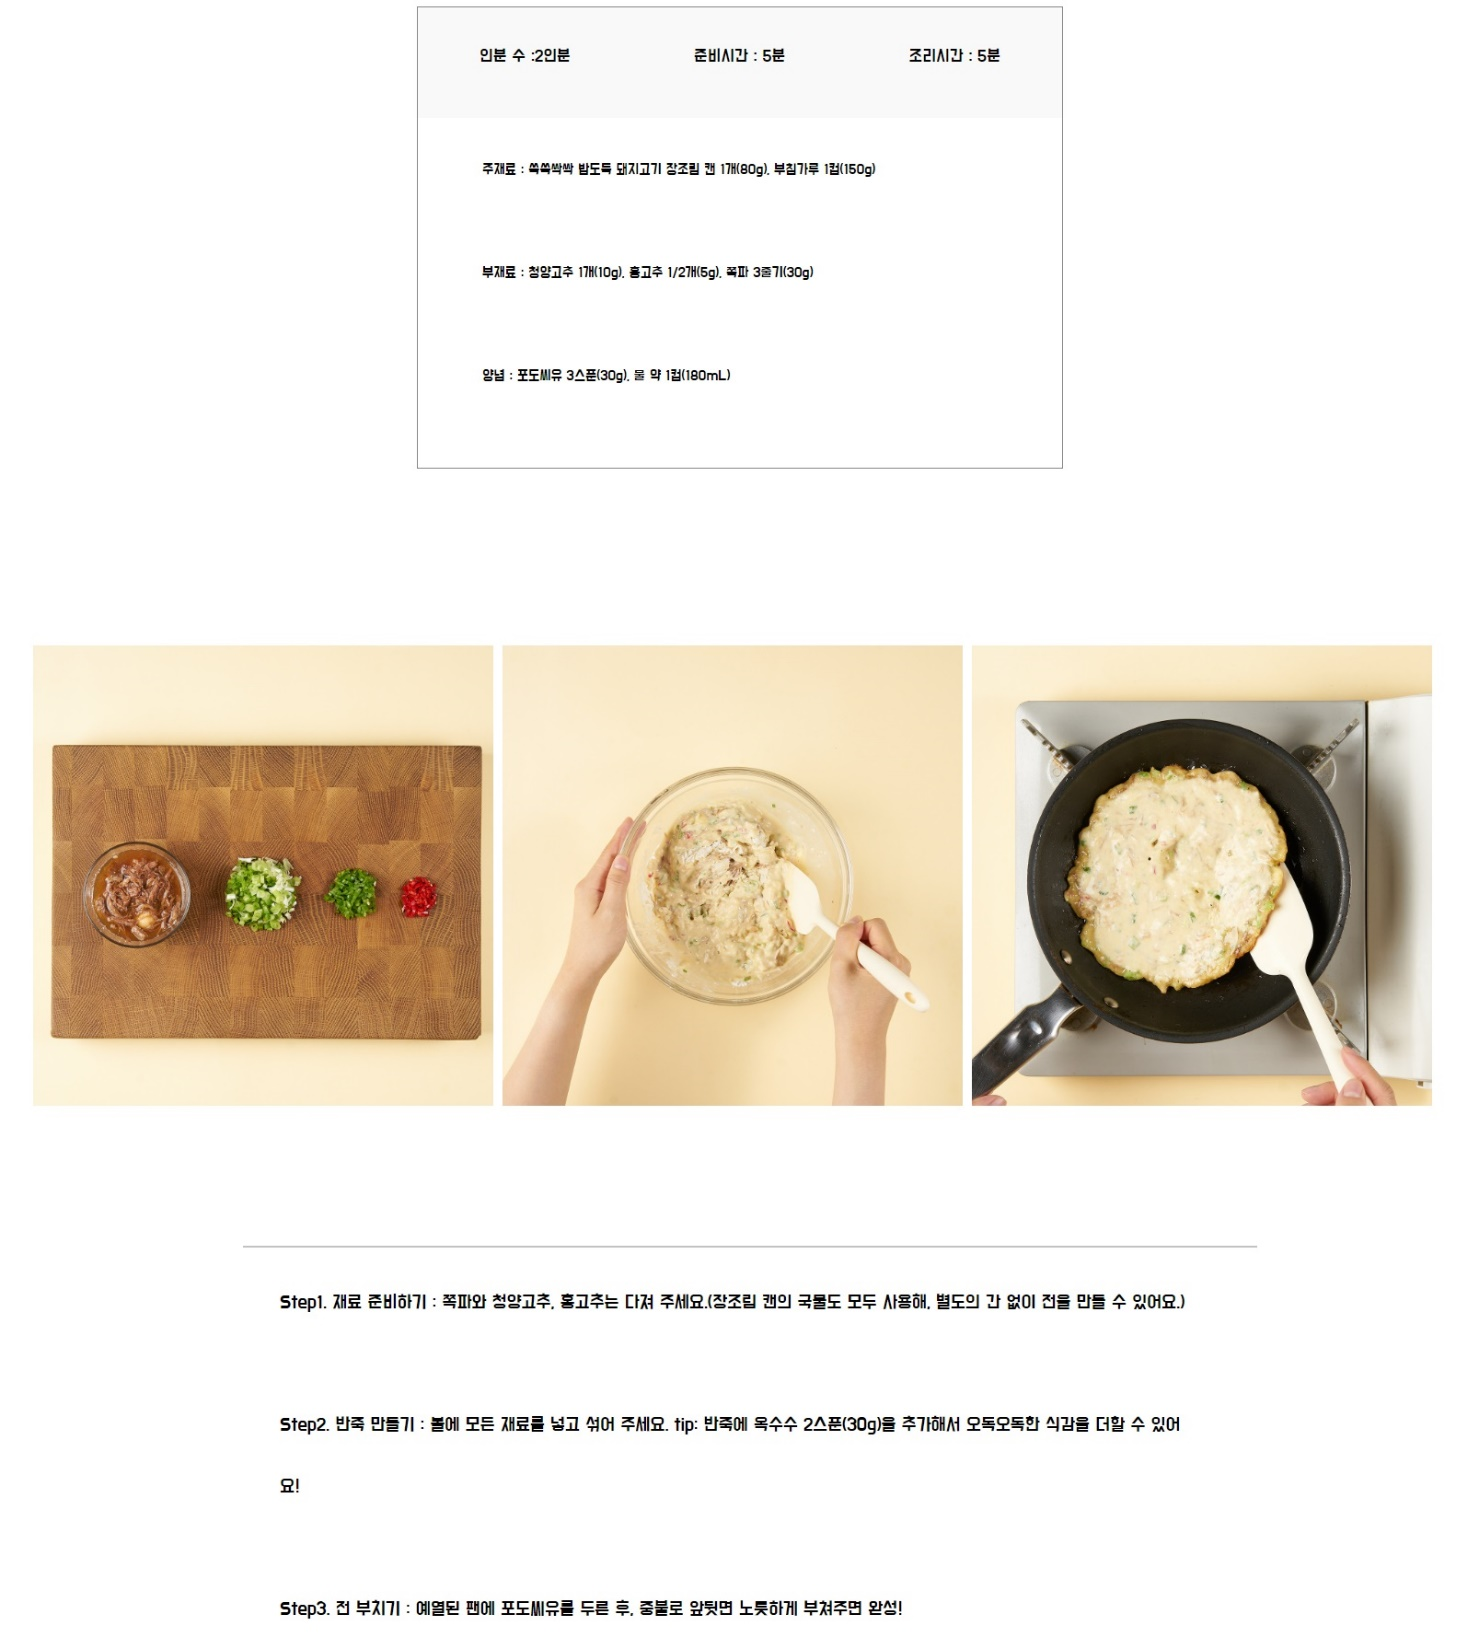 인분 수 :2인분
준비시간 : 5분
조리시간 : 5분
주재료 : 쓱쓱싹싹 밥도둑 돼지고기 장조림 캔 1개(80g), 부침가루 1컵(150g)
부재료 : 청양고추 1개(10g), 홍고추 1/2개(5g), 쪽파 3줄기(30g)
양념 : 포도씨유 3스푼(30g), 물 약 1컵(180mL)
Step1. 재료 준비하기 : 쪽파와 청양고추, 홍고추는 다져 주세요.(장조림 캔의 국물도 모두 사용해, 별도의 간 없이 전을 만들 수 있어요.)
Step2. 반죽 만들기 : 볼에 모든 재료를 넣고 섞어 주세요. tip: 반죽에 옥수수 2스푼(30g)을 추가해서 오독오독한 식감을 더할 수 있어
요!
Step3. 전 부치기 : 예열된 팬에 포도씨유를 두른 후, 중불로 앞뒷면 노릇하게 부쳐주면 완성!